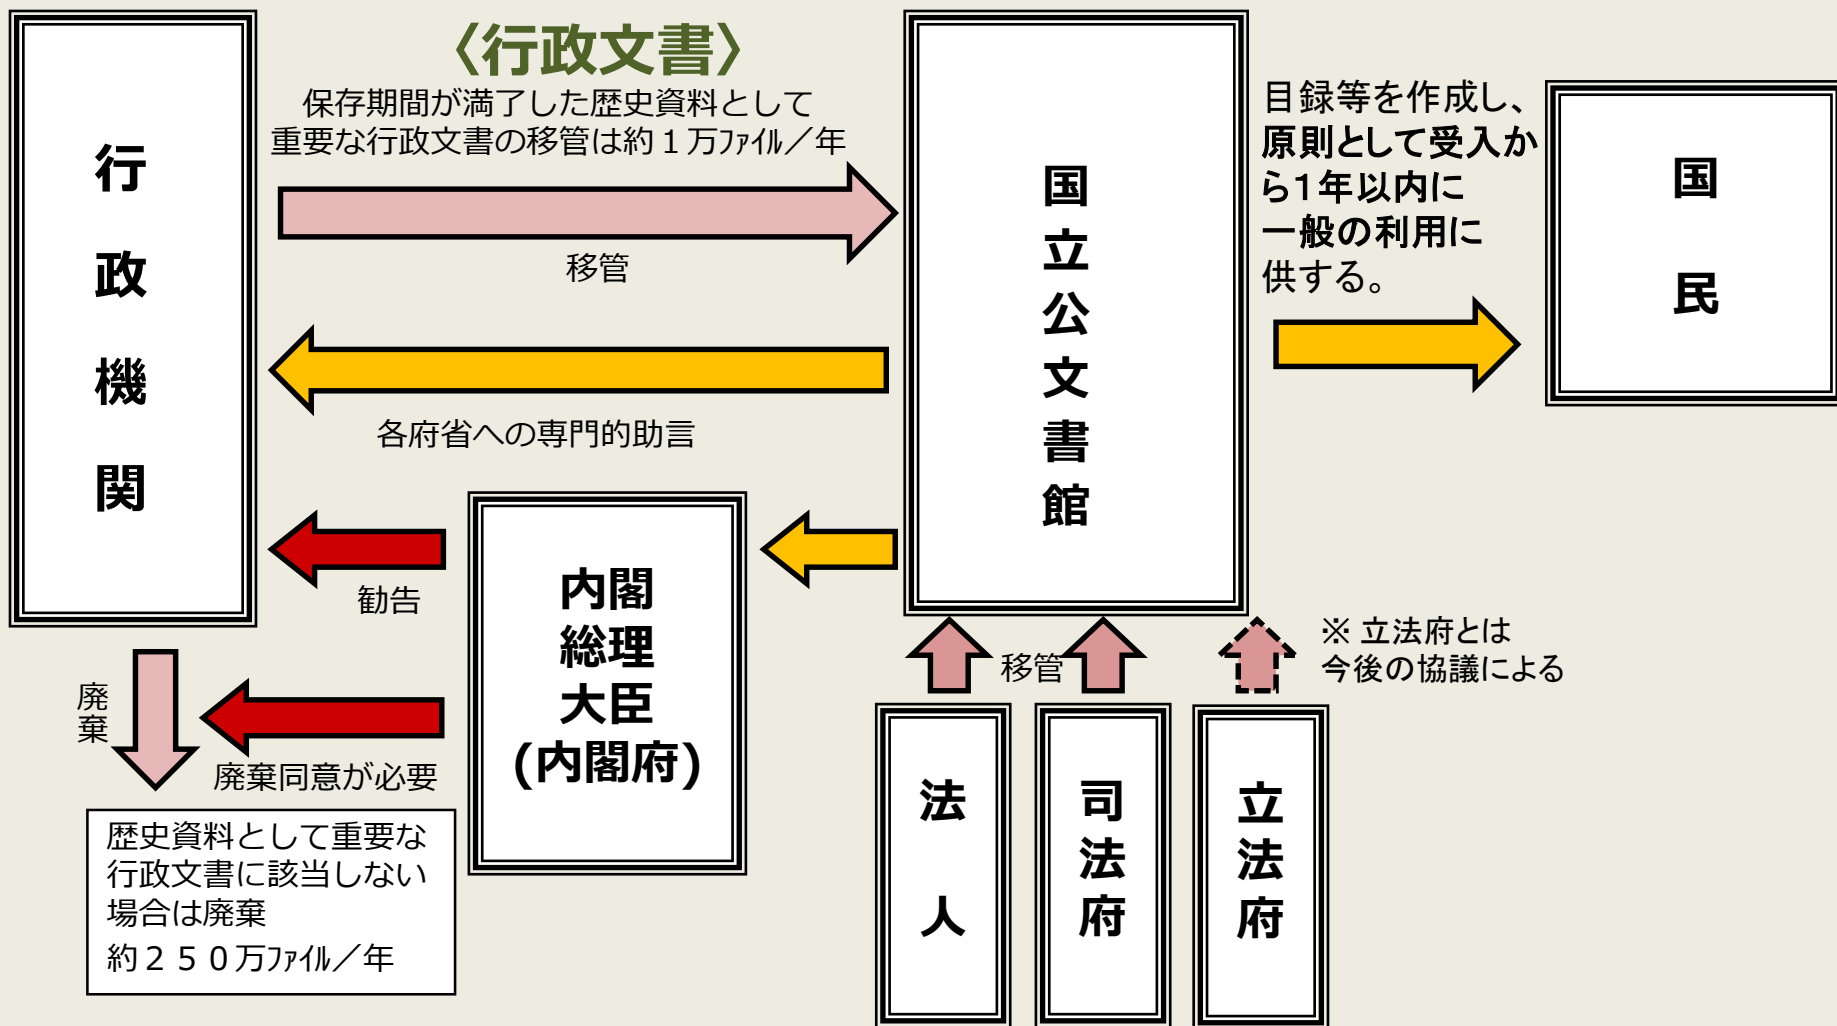 〈行政文書〉
保存期間が満了した歴史資料として
重要な行政文書の移管は約１万ﾌｧｲﾙ／年
行政機関
移管
国立公文書館
目録等を作成し、
原則として受入か
ら1年以内に
一般の利用に
供する。
国民
各府省への専門的助言
勧告
内閣
総理
大臣
(内閣府)
廃棄
廃棄同意が必要
歴史資料として重要な
行政文書に該当しない
場合は廃棄
約２５０万ﾌｧｲﾙ／年
移管
※ 立法府とは
今後の協議による
法人
司法府
立法府